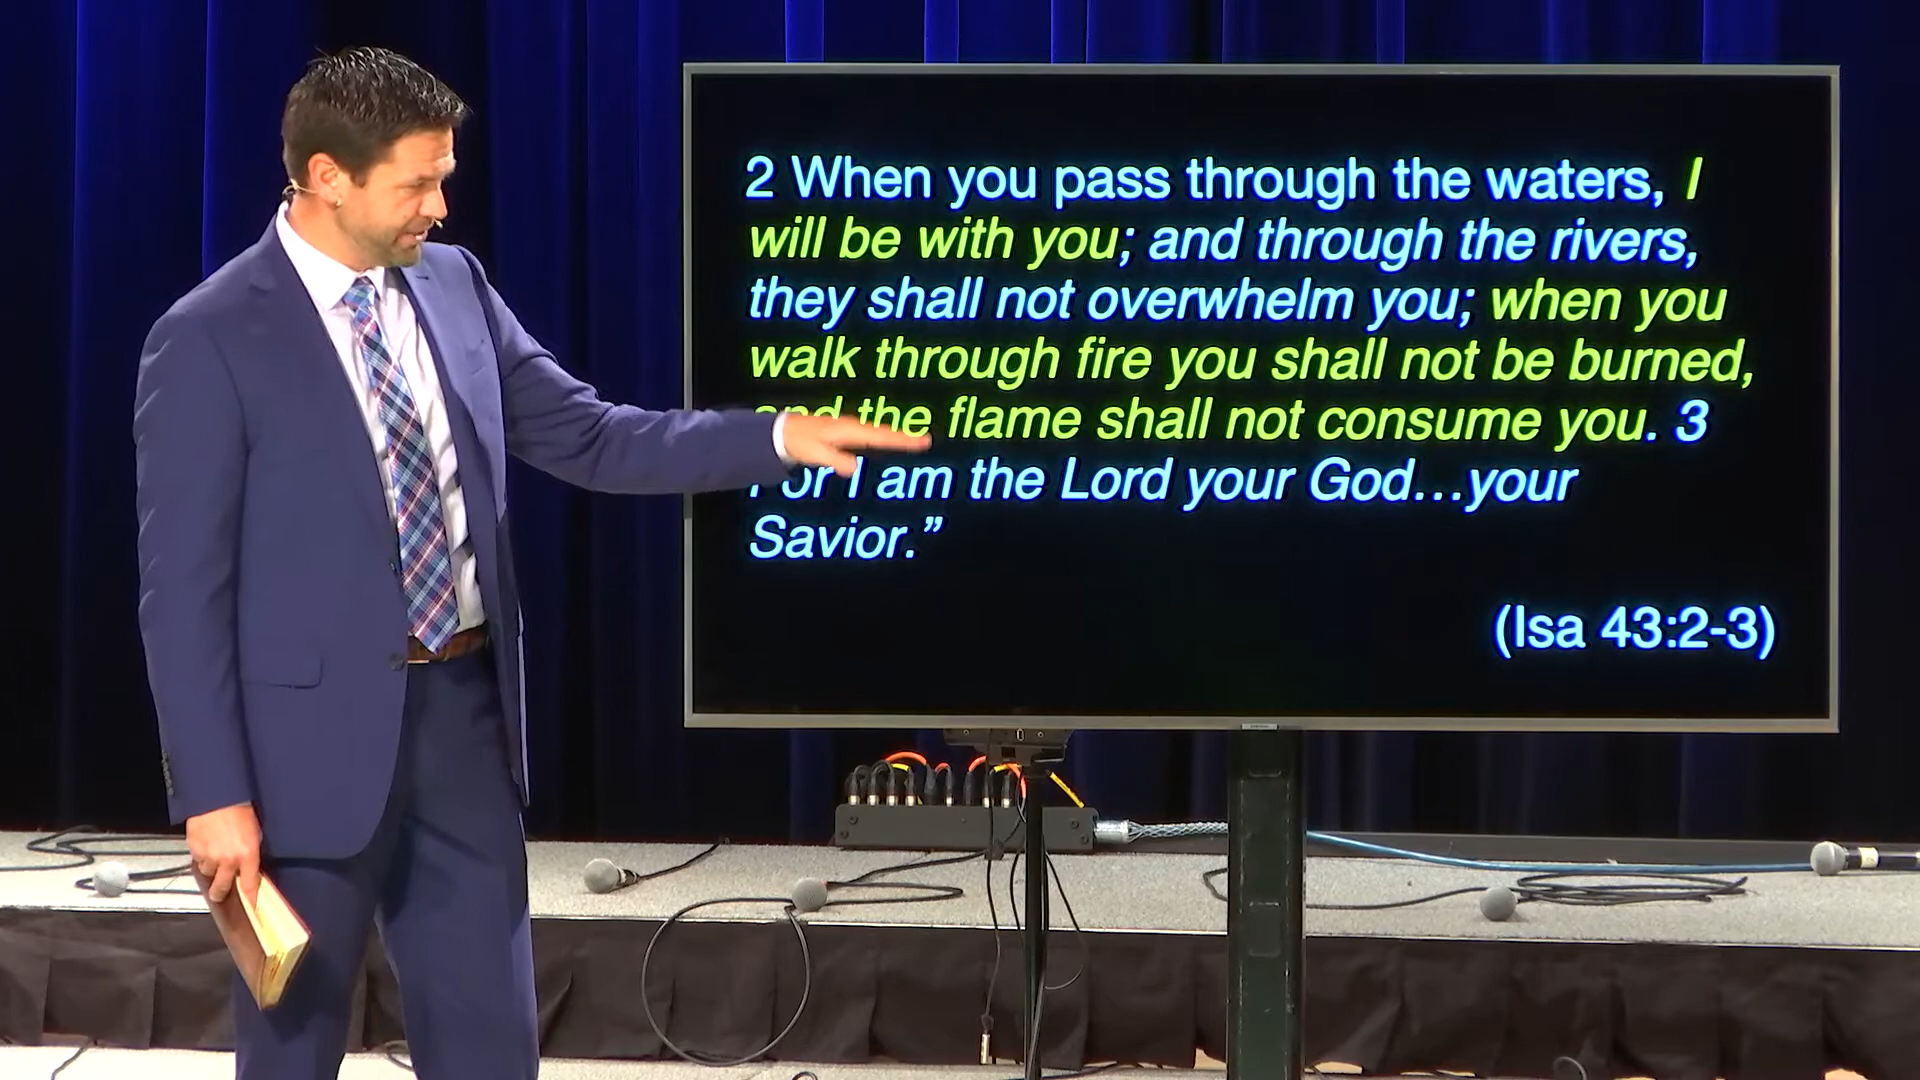 2 When you pass through the waters, I
will be with you; and through the rivers,
they shall not overwhelm you; when you
walk through fire you shall not be burned,
and the flame shall not consume you. 3
For I am the Lord your God…your
Savior.”
(Isa 43:2-3)